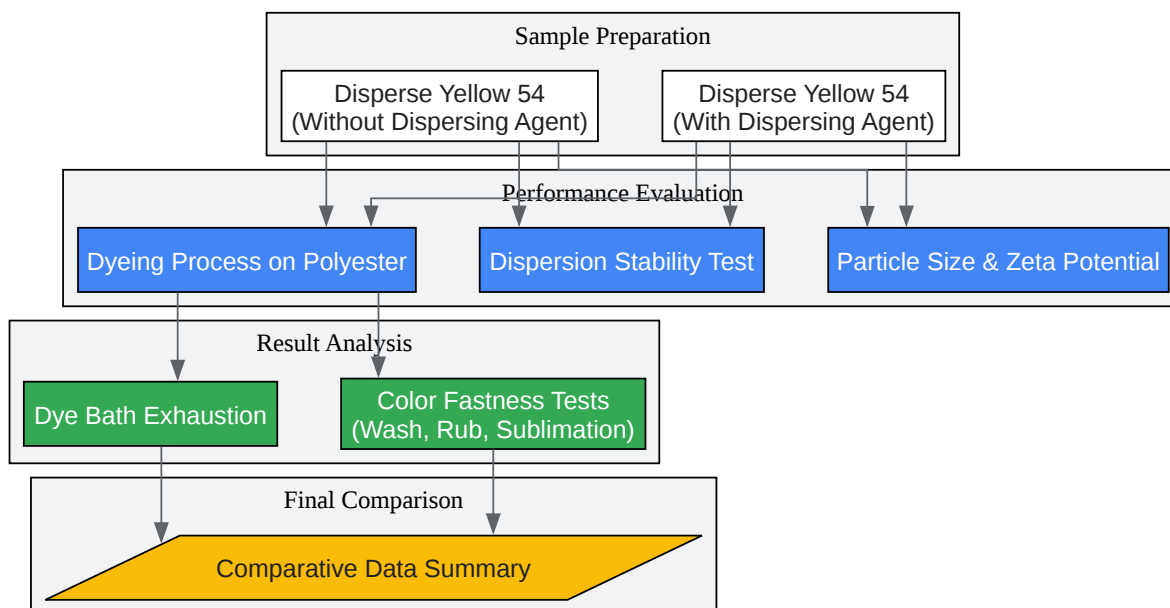 Sample Preparation
Disperse Yellow 54
(Without Dispersing Agent)
Disperse Yellow 54
(With Dispersing Agent)
Performance Evaluation
Dyeing Process on Polyester
Dispersion Stability Test
Particle Size & Zeta Potential
Result Analysis
Dye Bath Exhaustion
Color Fastness Tests
(Wash, Rub, Sublimation)
Final Comparison
Comparative Data Summary